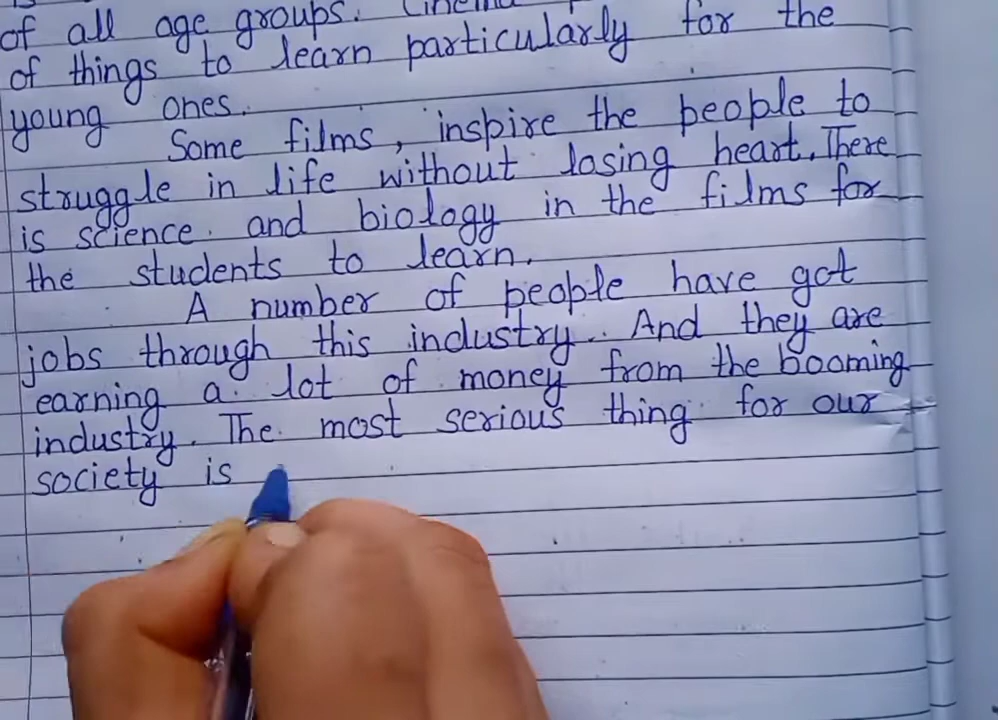 of all age groups.
of things to learn particularly for the
young ones.
Some films, inspire the people to
struggle in life without losing heart. There
is science and biology in the films for
the students to learn.
A number of people have got
jobs through this industry. And they are
earning a lot of money from the booming
industry. The most serious thing for our
society is